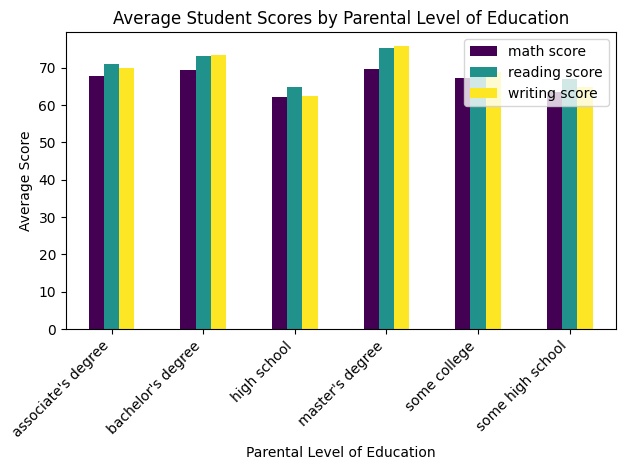 Average Student Scores by Parental Level of Education
math score
reading score
writing score
Average Score
70
60
50
40
30
20
10
0
associate's degree
bachelor's degree
high school
master's degree
some college
some high school
Parental Level of Education